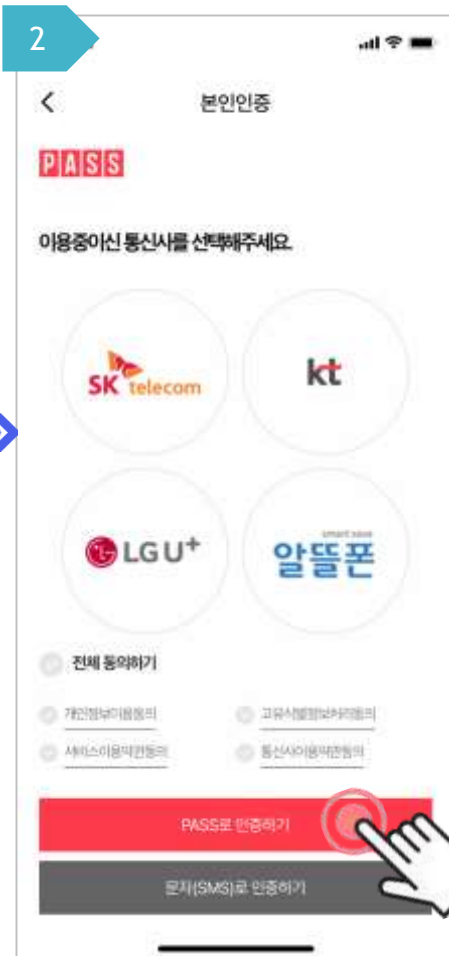 2
본인인증
PASS
이용중이신 통신사를 선택해주세요.
SK telecom
kt
LG U+
smart save
알뜰폰
전체 동의하기
개인정보이용동의
고유식별정보처리동의
서비스이용약관동의
통신사이용약관동의
PASS로 인증하기
문자(SMS)로 인증하기